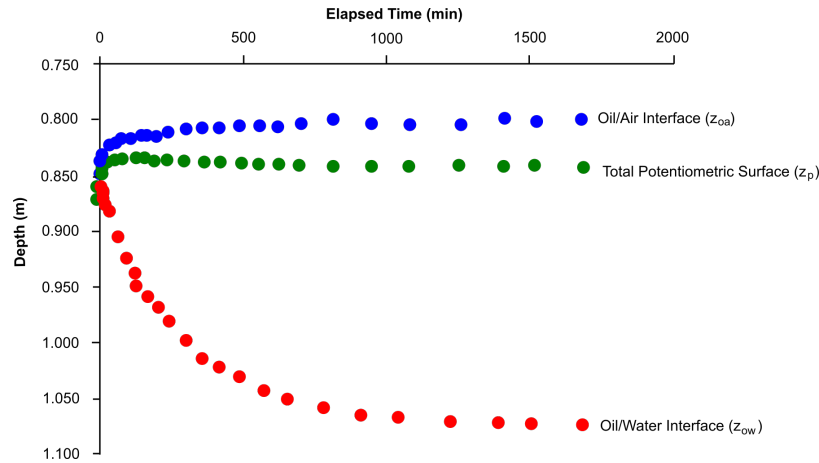 Elapsed Time (min)
0 500 1000 1500 2000
0.750
0.800
0.850
0.900
0.950
1.000
1.050
1.100
Depth (m)
Oil/Air Interface (zoa)
Total Potentiometric Surface (zp)
Oil/Water Interface (zow)